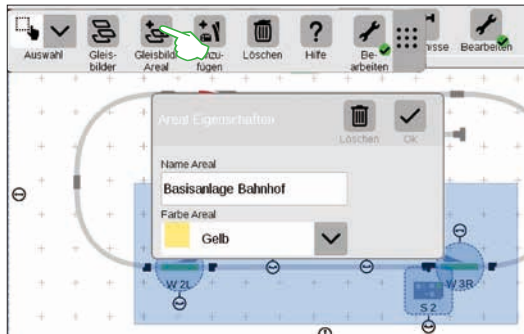 Auswahl
Gleis-
bilder
Gleisbild
Areal
fügen
Löschen
Hilfe
Be-
arbeiten
Bearbeiten
Areal Eigenschaften
Löschen
Ok
Name Areal
Basisanlage Bahnhof
Farbe Areal
Gelb
W 2L
W 3R
S 2